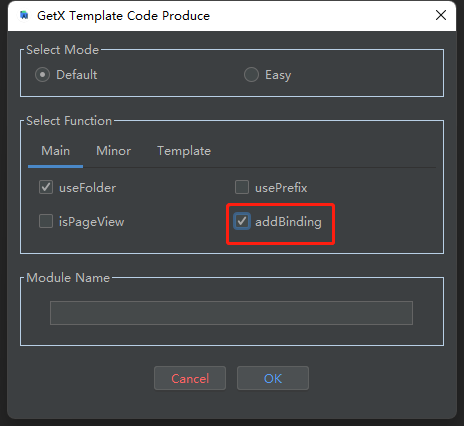 GetX Template Code Produce
Select Mode
Default Easy
Select Function
Main Minor Template
useFolder usePrefix
isPageView addBinding
Module Name
Cancel OK